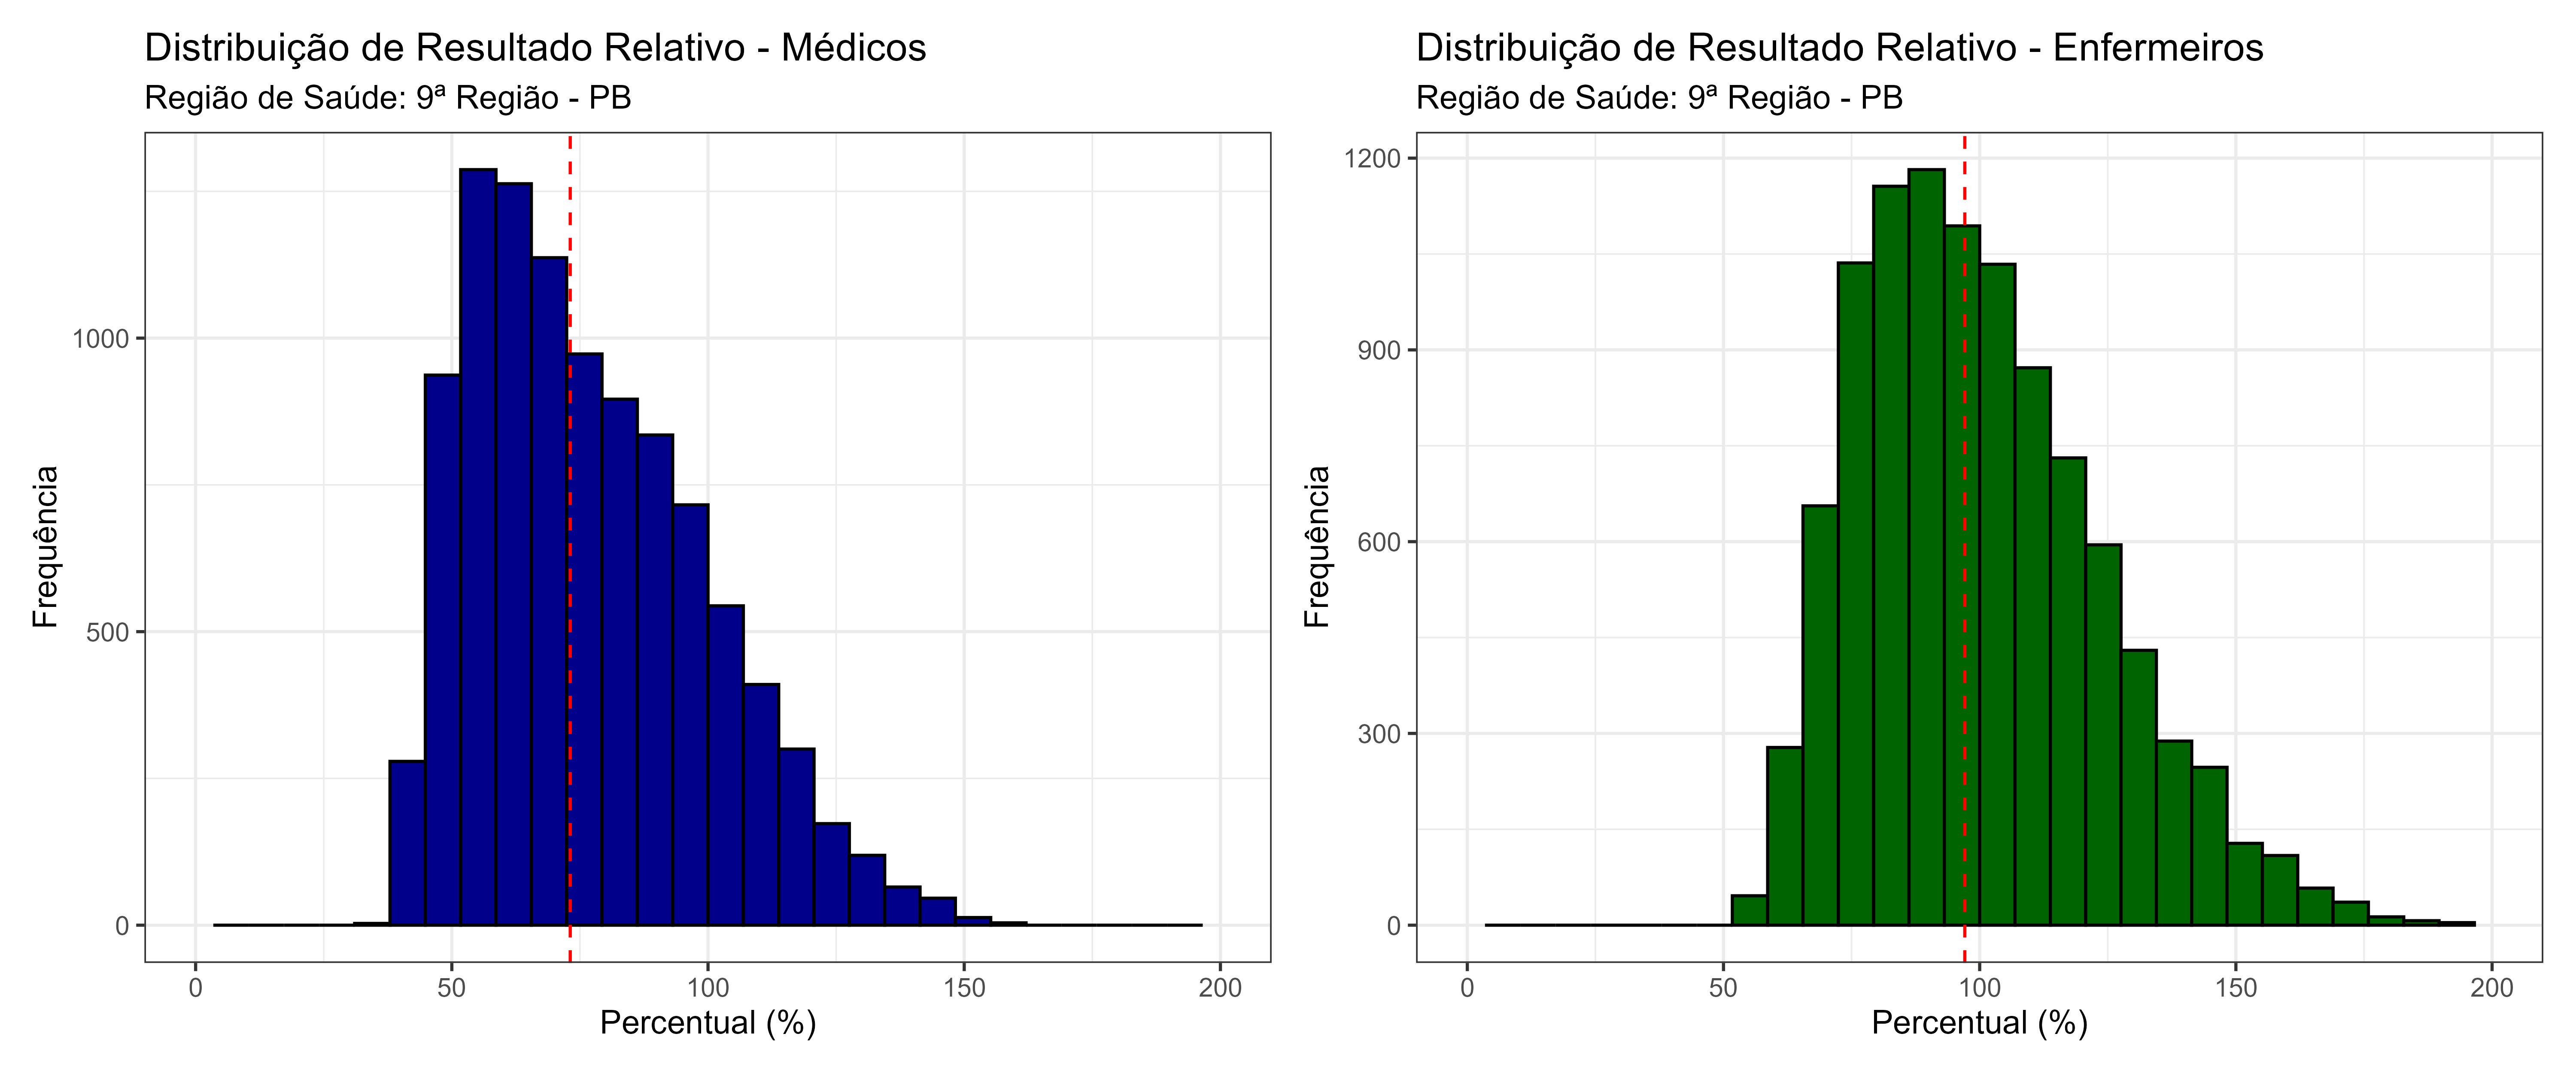 Distribuição de Resultado Relativo - Médicos
Região de Saúde: 9ª Região - PB
Frequência
1000
500
0
0
50
100
150
200
Percentual (%)
Distribuição de Resultado Relativo - Enfermeiros
Região de Saúde: 9ª Região - PB
Frequência
1200
900
600
300
0
0
50
100
150
200
Percentual (%)